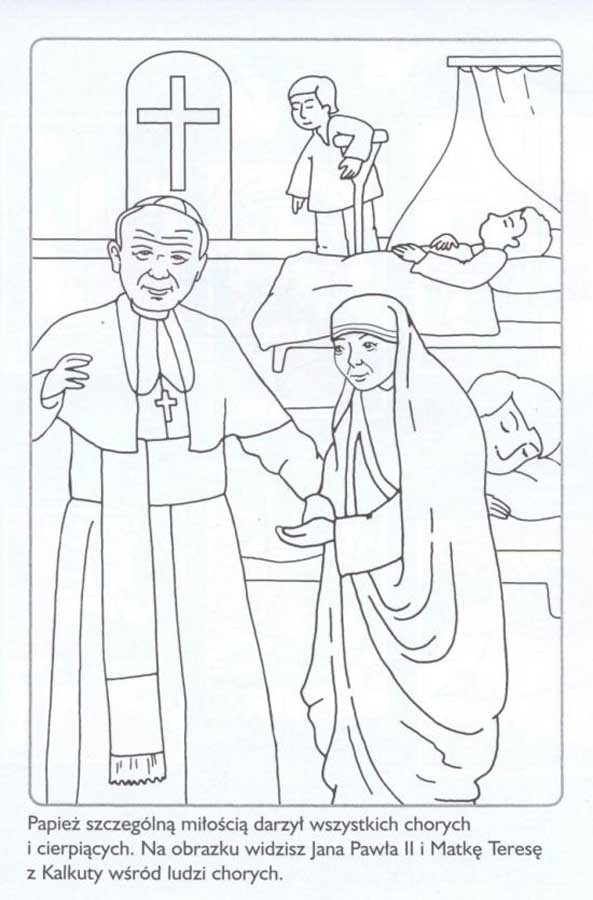 Papież szczególną miłością darzył wszystkich chorych
i cierpiących. Na obrazku widzisz Jana Pawła II i Matkę Teresę
z Kalkuty wśród ludzi chorych.